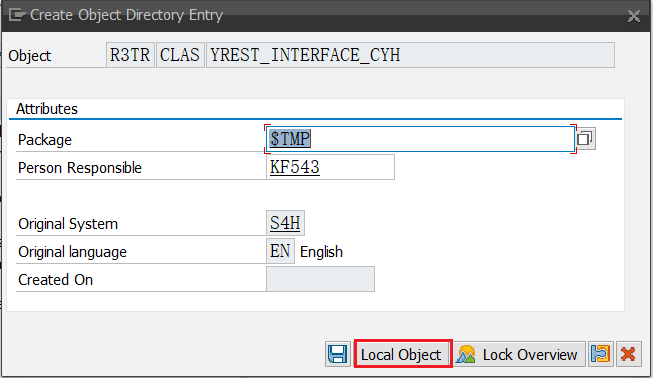 Create Object Directory Entry
Object R3TR CLAS YREST_INTERFACE_CYH
Attributes
Package $TMP
Person Responsible KF543
Original System S4H
Original language EN English
Created On
Local Object Lock Overview